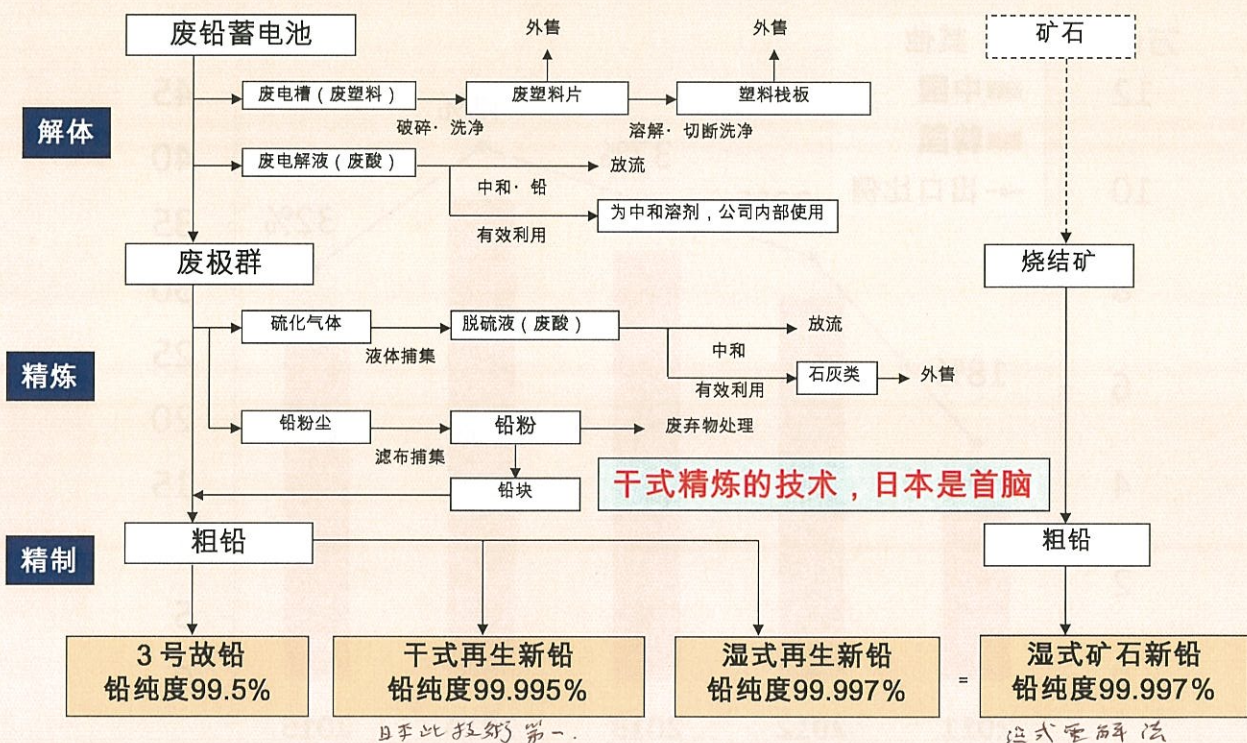 废铅蓄电池
外售
外售
矿石
废电槽（废塑料）
废塑料片
塑料栈板
破碎·洗净
溶解·切断洗净
解体
废电解液（废酸）
放流
中和·铅
为中和溶剂，公司内部使用
有效利用
废极群
烧结矿
硫化气体
脱硫液（废酸）
放流
液体捕集
中和
精炼
石灰类
外售
有效利用
铅粉尘
铅粉
废弃物处理
滤布捕集
铅块
干式精炼的技术，日本是首脑
精制
粗铅
粗铅
3号故铅
铅纯度99.5%
干式再生新铅
铅纯度99.995%
湿式再生新铅
铅纯度99.997%
=
湿式矿石新铅
铅纯度99.997%
日本此技術第一.
湿式電解法